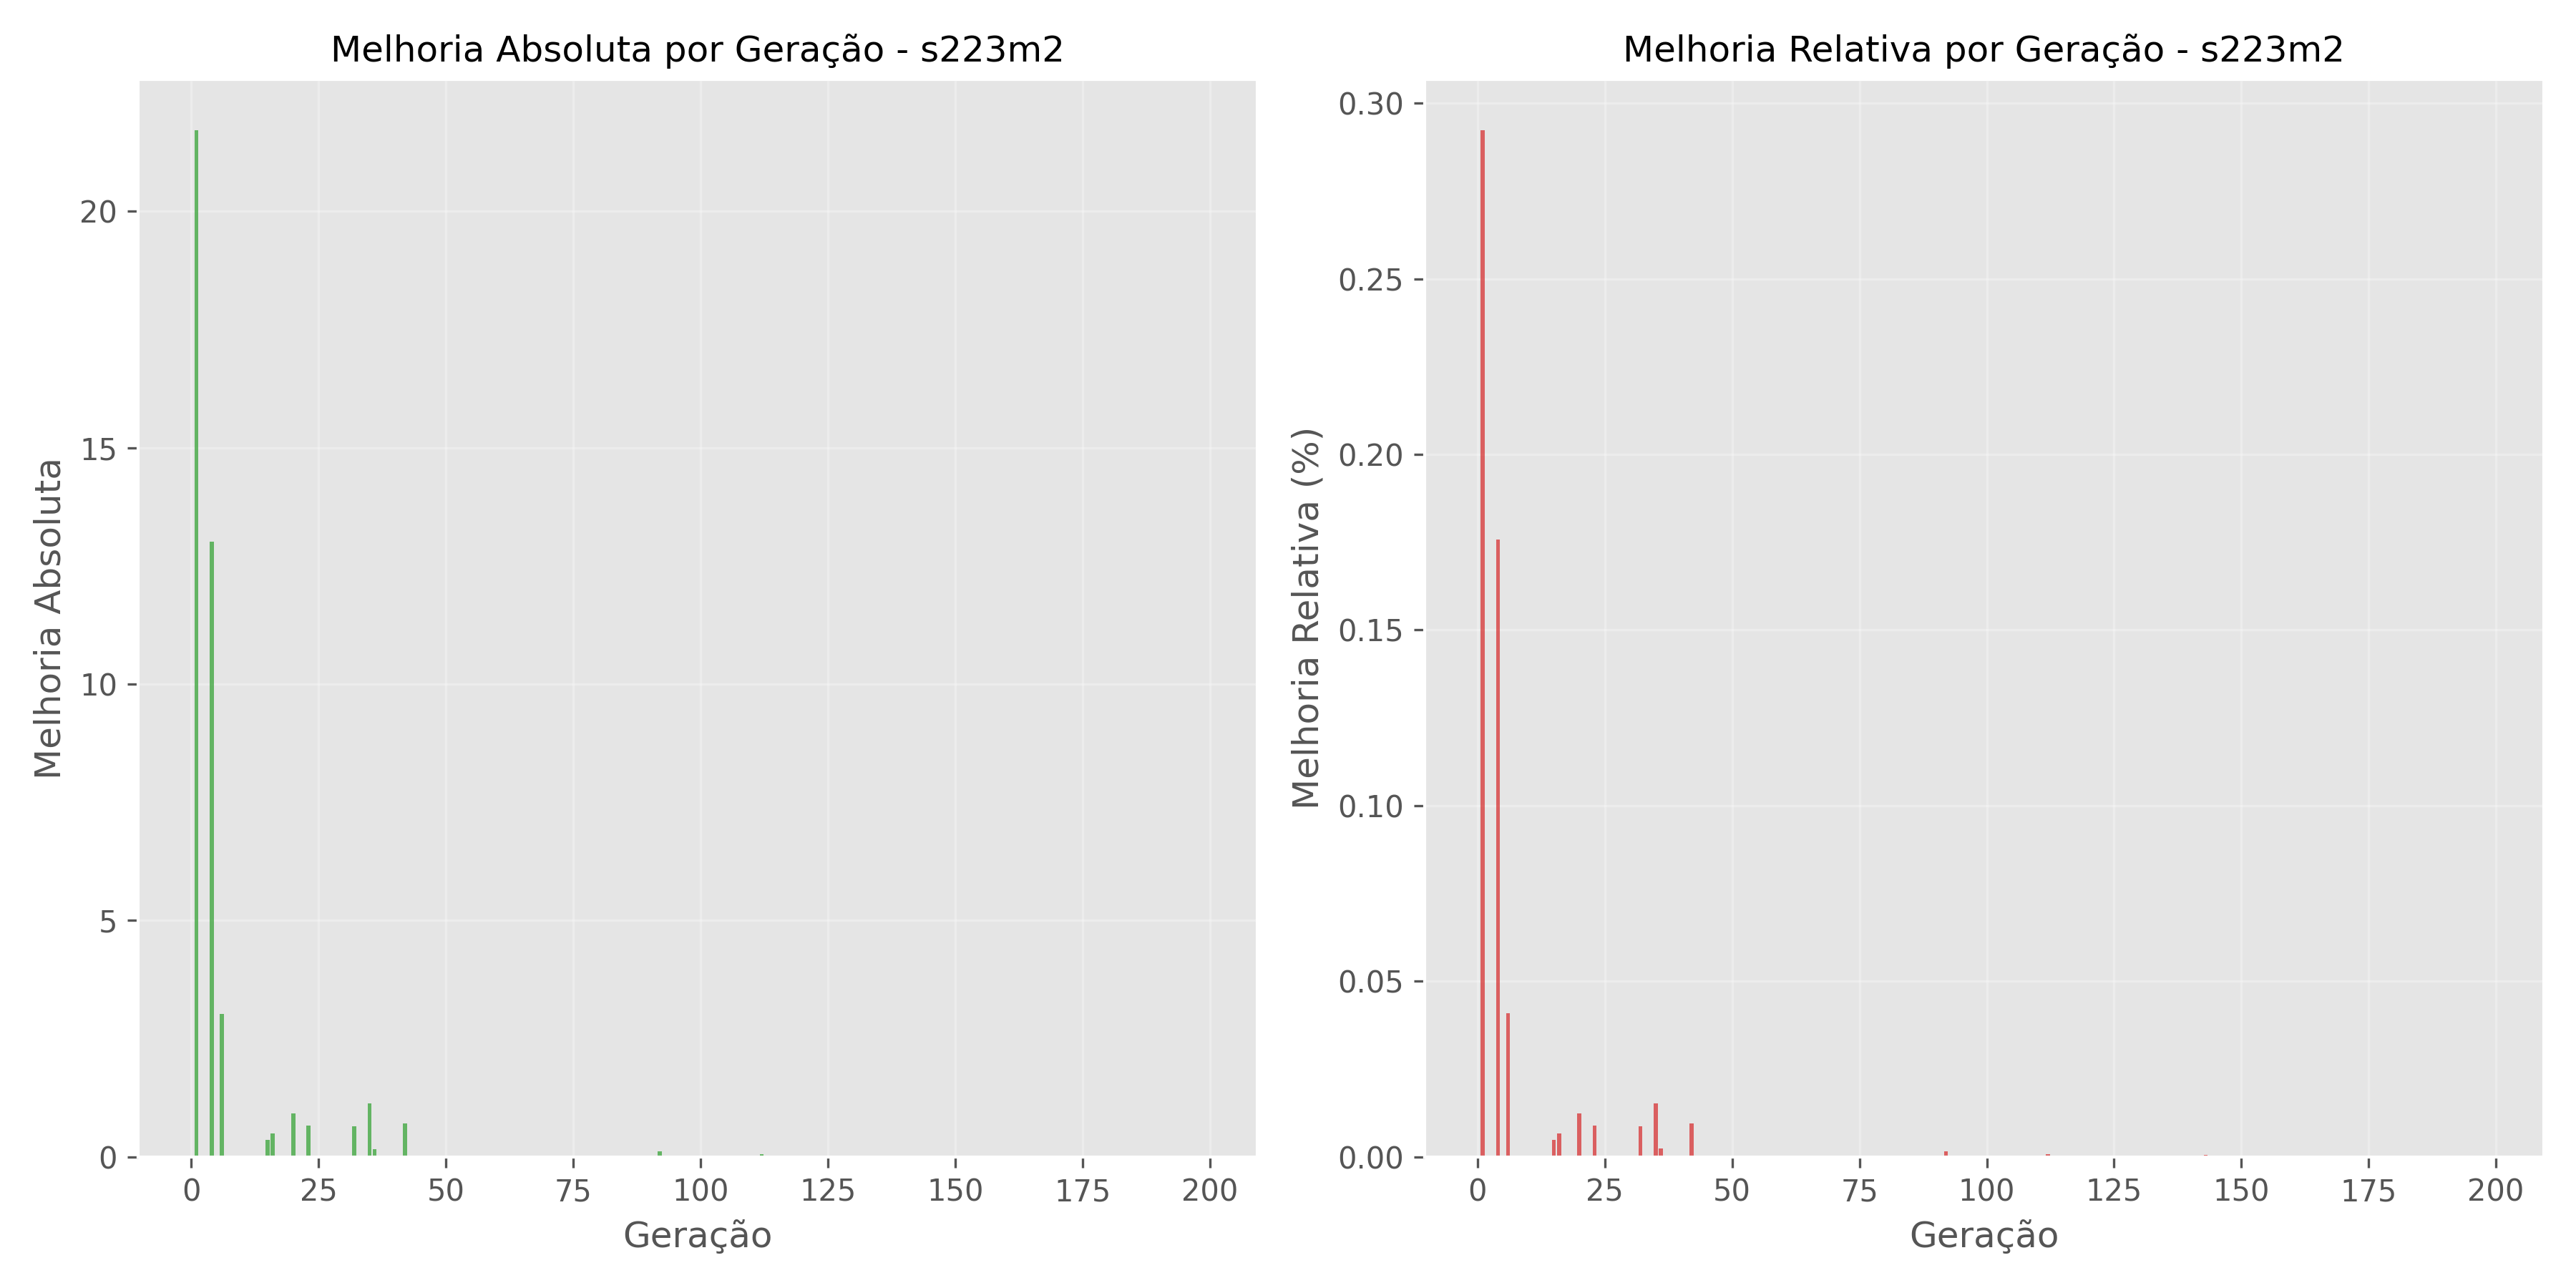 Melhoria Absoluta por Geração - s223m2
Melhoria Absoluta
20
15
10
5
0
0 25 50 75 100 125 150 175 200
Geração
Melhoria Relativa por Geração - s223m2
Melhoria Relativa (%)
0.30
0.25
0.20
0.15
0.10
0.05
0.00
0 25 50 75 100 125 150 175 200
Geração